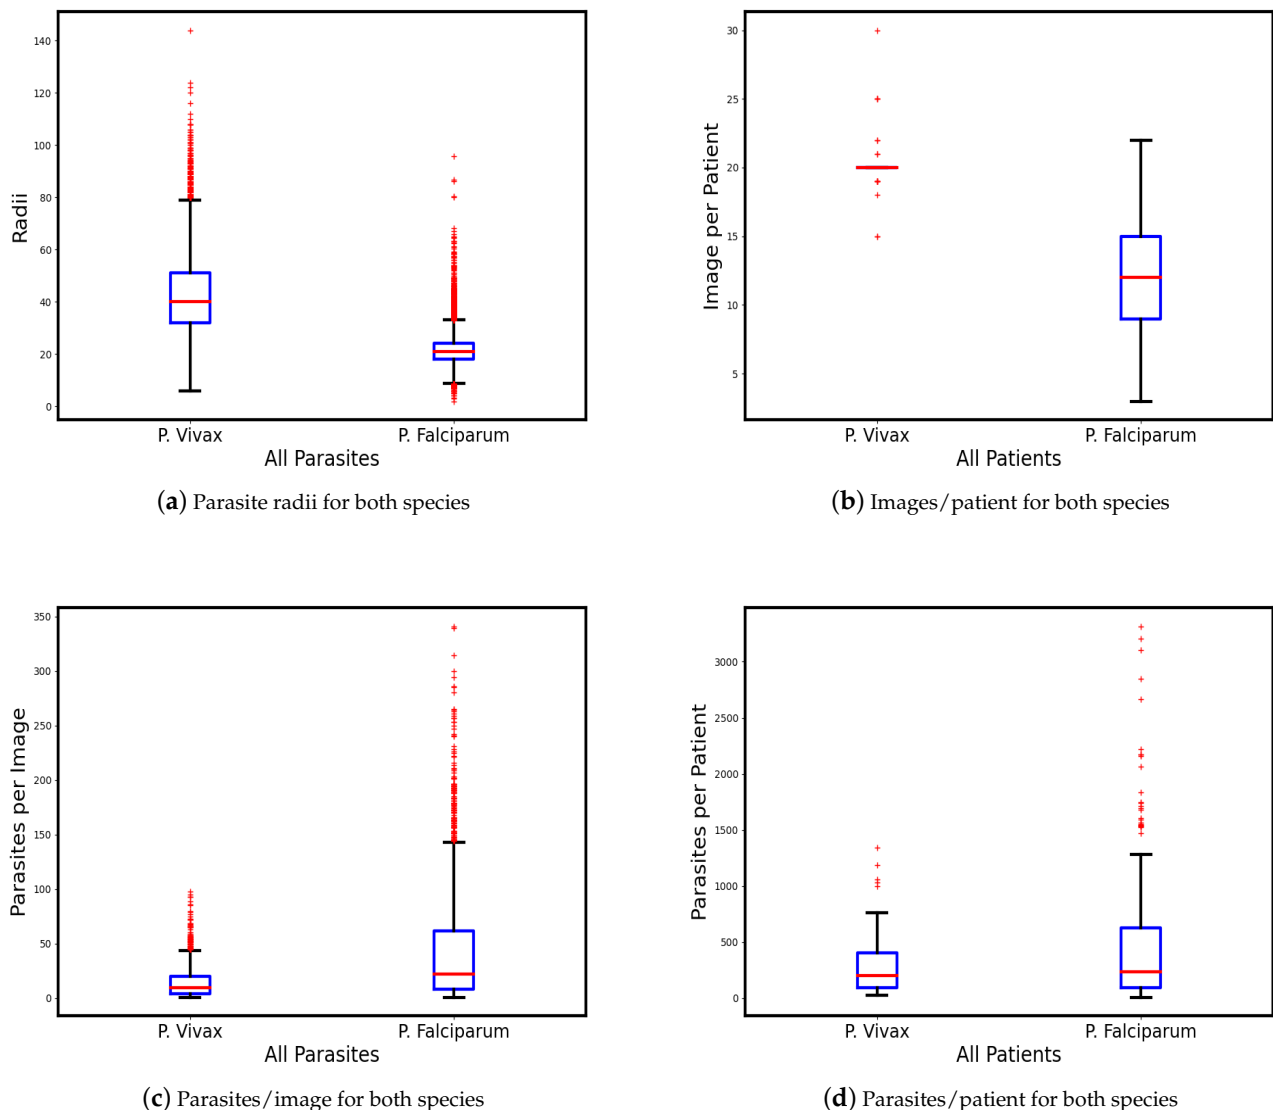 140
120
100
80
60
40
20
0
Radii
P. Vivax
P. Falciparum
All Parasites
(a) Parasite radii for both species
30
25
20
15
10
5
Image per Patient
P. Vivax
P. Falciparum
All Patients
(b) Images/patient for both species
350
300
250
200
150
100
50
0
Parasites per Image
P. Vivax
P. Falciparum
All Parasites
(c) Parasites/image for both species
3000
2500
2000
1500
1000
500
0
Parasites per Patient
P. Vivax
P. Falciparum
All Patients
(d) Parasites/patient for both species